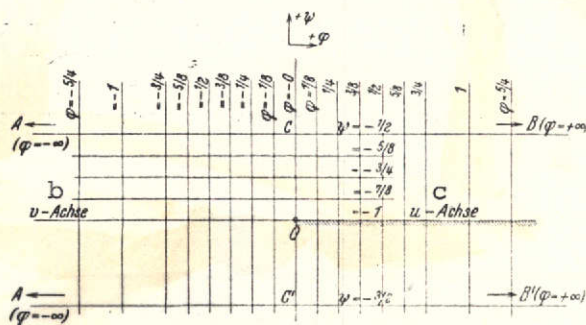 +ψ
+φ
φ=-5/4
=-1
=-3/4
=-5/8
=-1/2
=-3/8
=-1/4
φ=-1/8
φ=-0
φ=1/8
1/4
3/8
1/2
5/8
3/4
1
φ=5/4
A C ψ=-1/2 B(φ=+∞)
(φ=-∞)
=-5/8
=-3/4
b =-7/8 c
v-Achse =-1 u-Achse
O
A C' ψ=-3/2 B'(φ=+∞)
(φ=-∞)